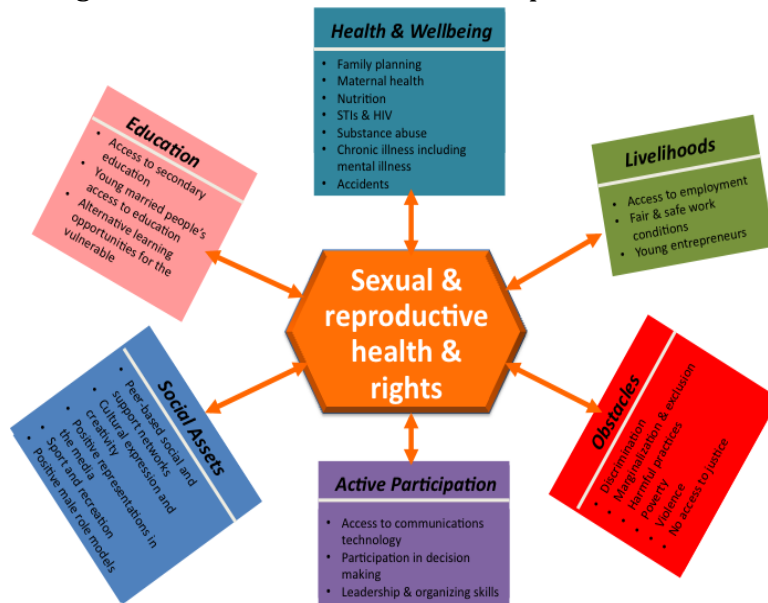 Health & Wellbeing
• Family planning
• Maternal health
• Nutrition
• STIs & HIV
• Substance abuse
• Chronic illness including
mental illness
• Accidents
Education
• Access to secondary
education
• Young married people's
access to education
• Alternative learning
opportunities for the
vulnerable
Livelihoods
• Access to employment
• Fair & safe work
conditions
• Young entrepreneurs
Sexual &
reproductive
health &
rights
Social Assets
• Peer-based social and
support networks
• Cultural expression and
creativity
• Positive representations in
the media
• Sport and recreation
• Positive male role models
Active Participation
• Access to communications
technology
• Participation in decision
making
• Leadership & organizing skills
Obstacles
• Discrimination
• Marginalization & exclusion
• Harmful practices
• Poverty
• Violence
• No access to justice